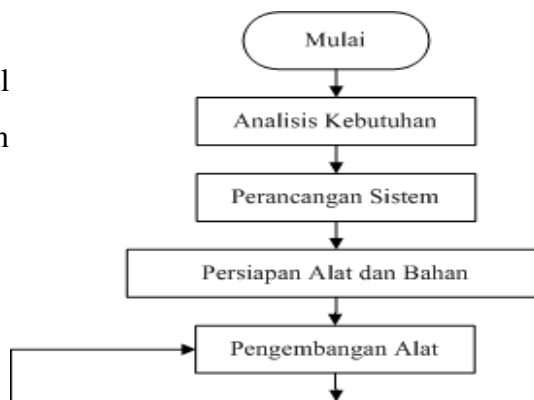 Mulai
Analisis Kebutuhan
Perancangan Sistem
Persiapan Alat dan Bahan
Pengembangan Alat